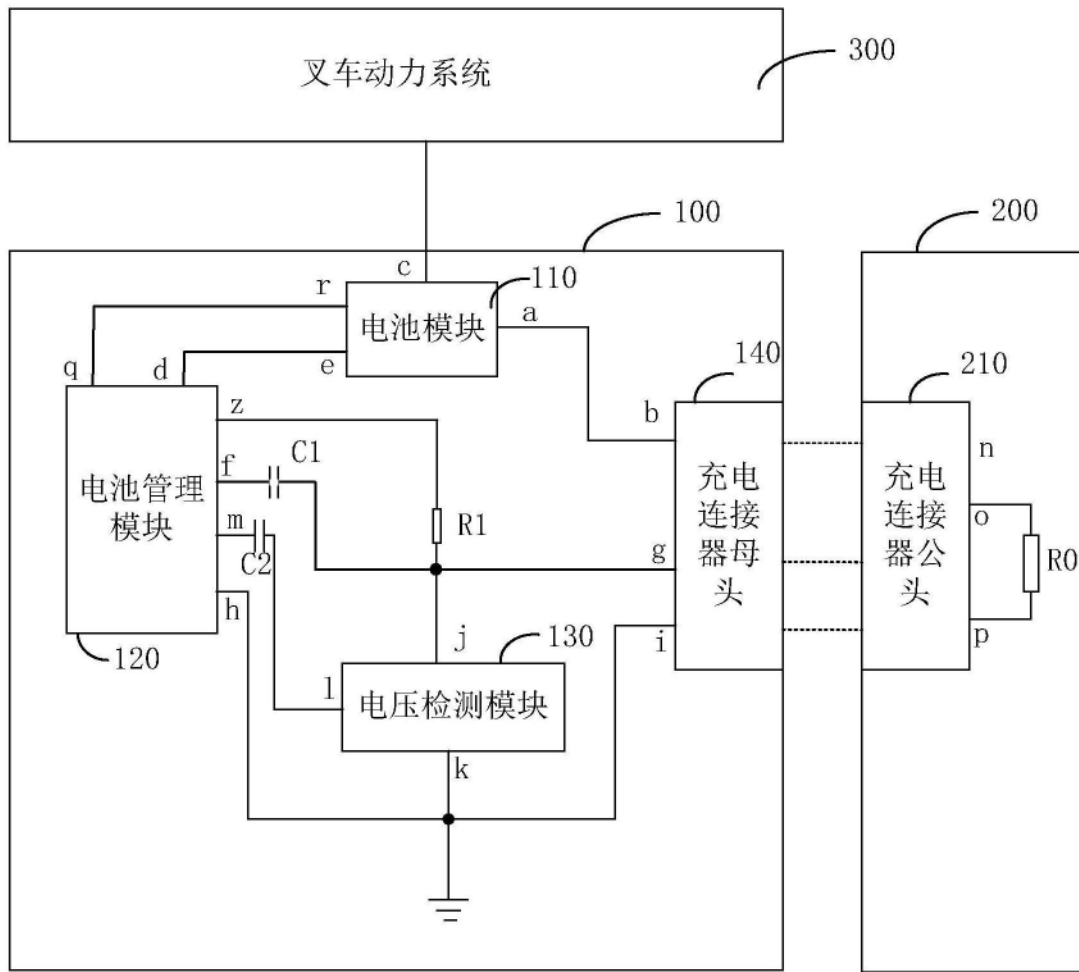 叉车动力系统
300
100
200
c
r
110
电池模块
a
q
d
e
140
210
z
b
f
C1
n
电池管理
模块
充电
连接
器母
头
充电
连接
器公
头
m
o
R1
C2
g
R0
h
j
130
i
p
120
l
电压检测模块
k